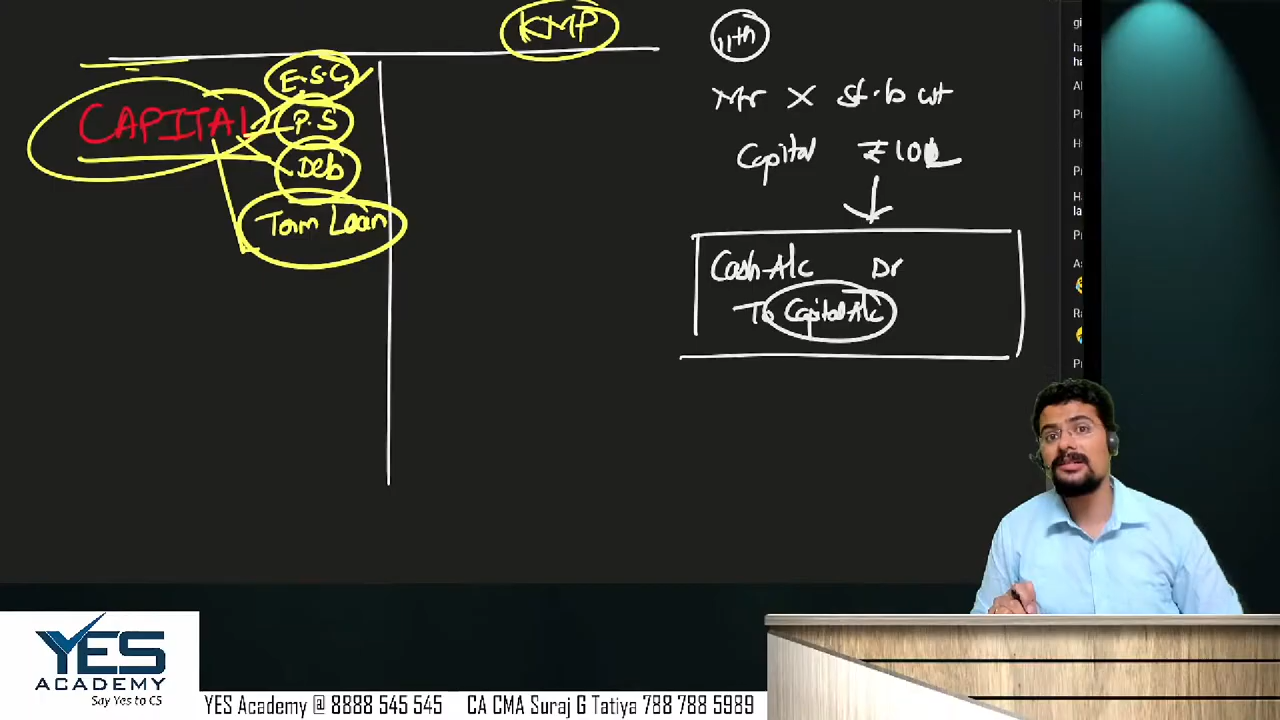 KMP
E.S.C.
CAPITAL
P.S
Deb
Term Loan
11th
Mr X st. b wt
Capital ₹ 10L
Cash A/c Dr
To Capital A/c
YES
ACADEMY
Say Yes to CS
YES Academy @ 8888 545 545 CA CMA Suraj G Tatiya 788 788 5989